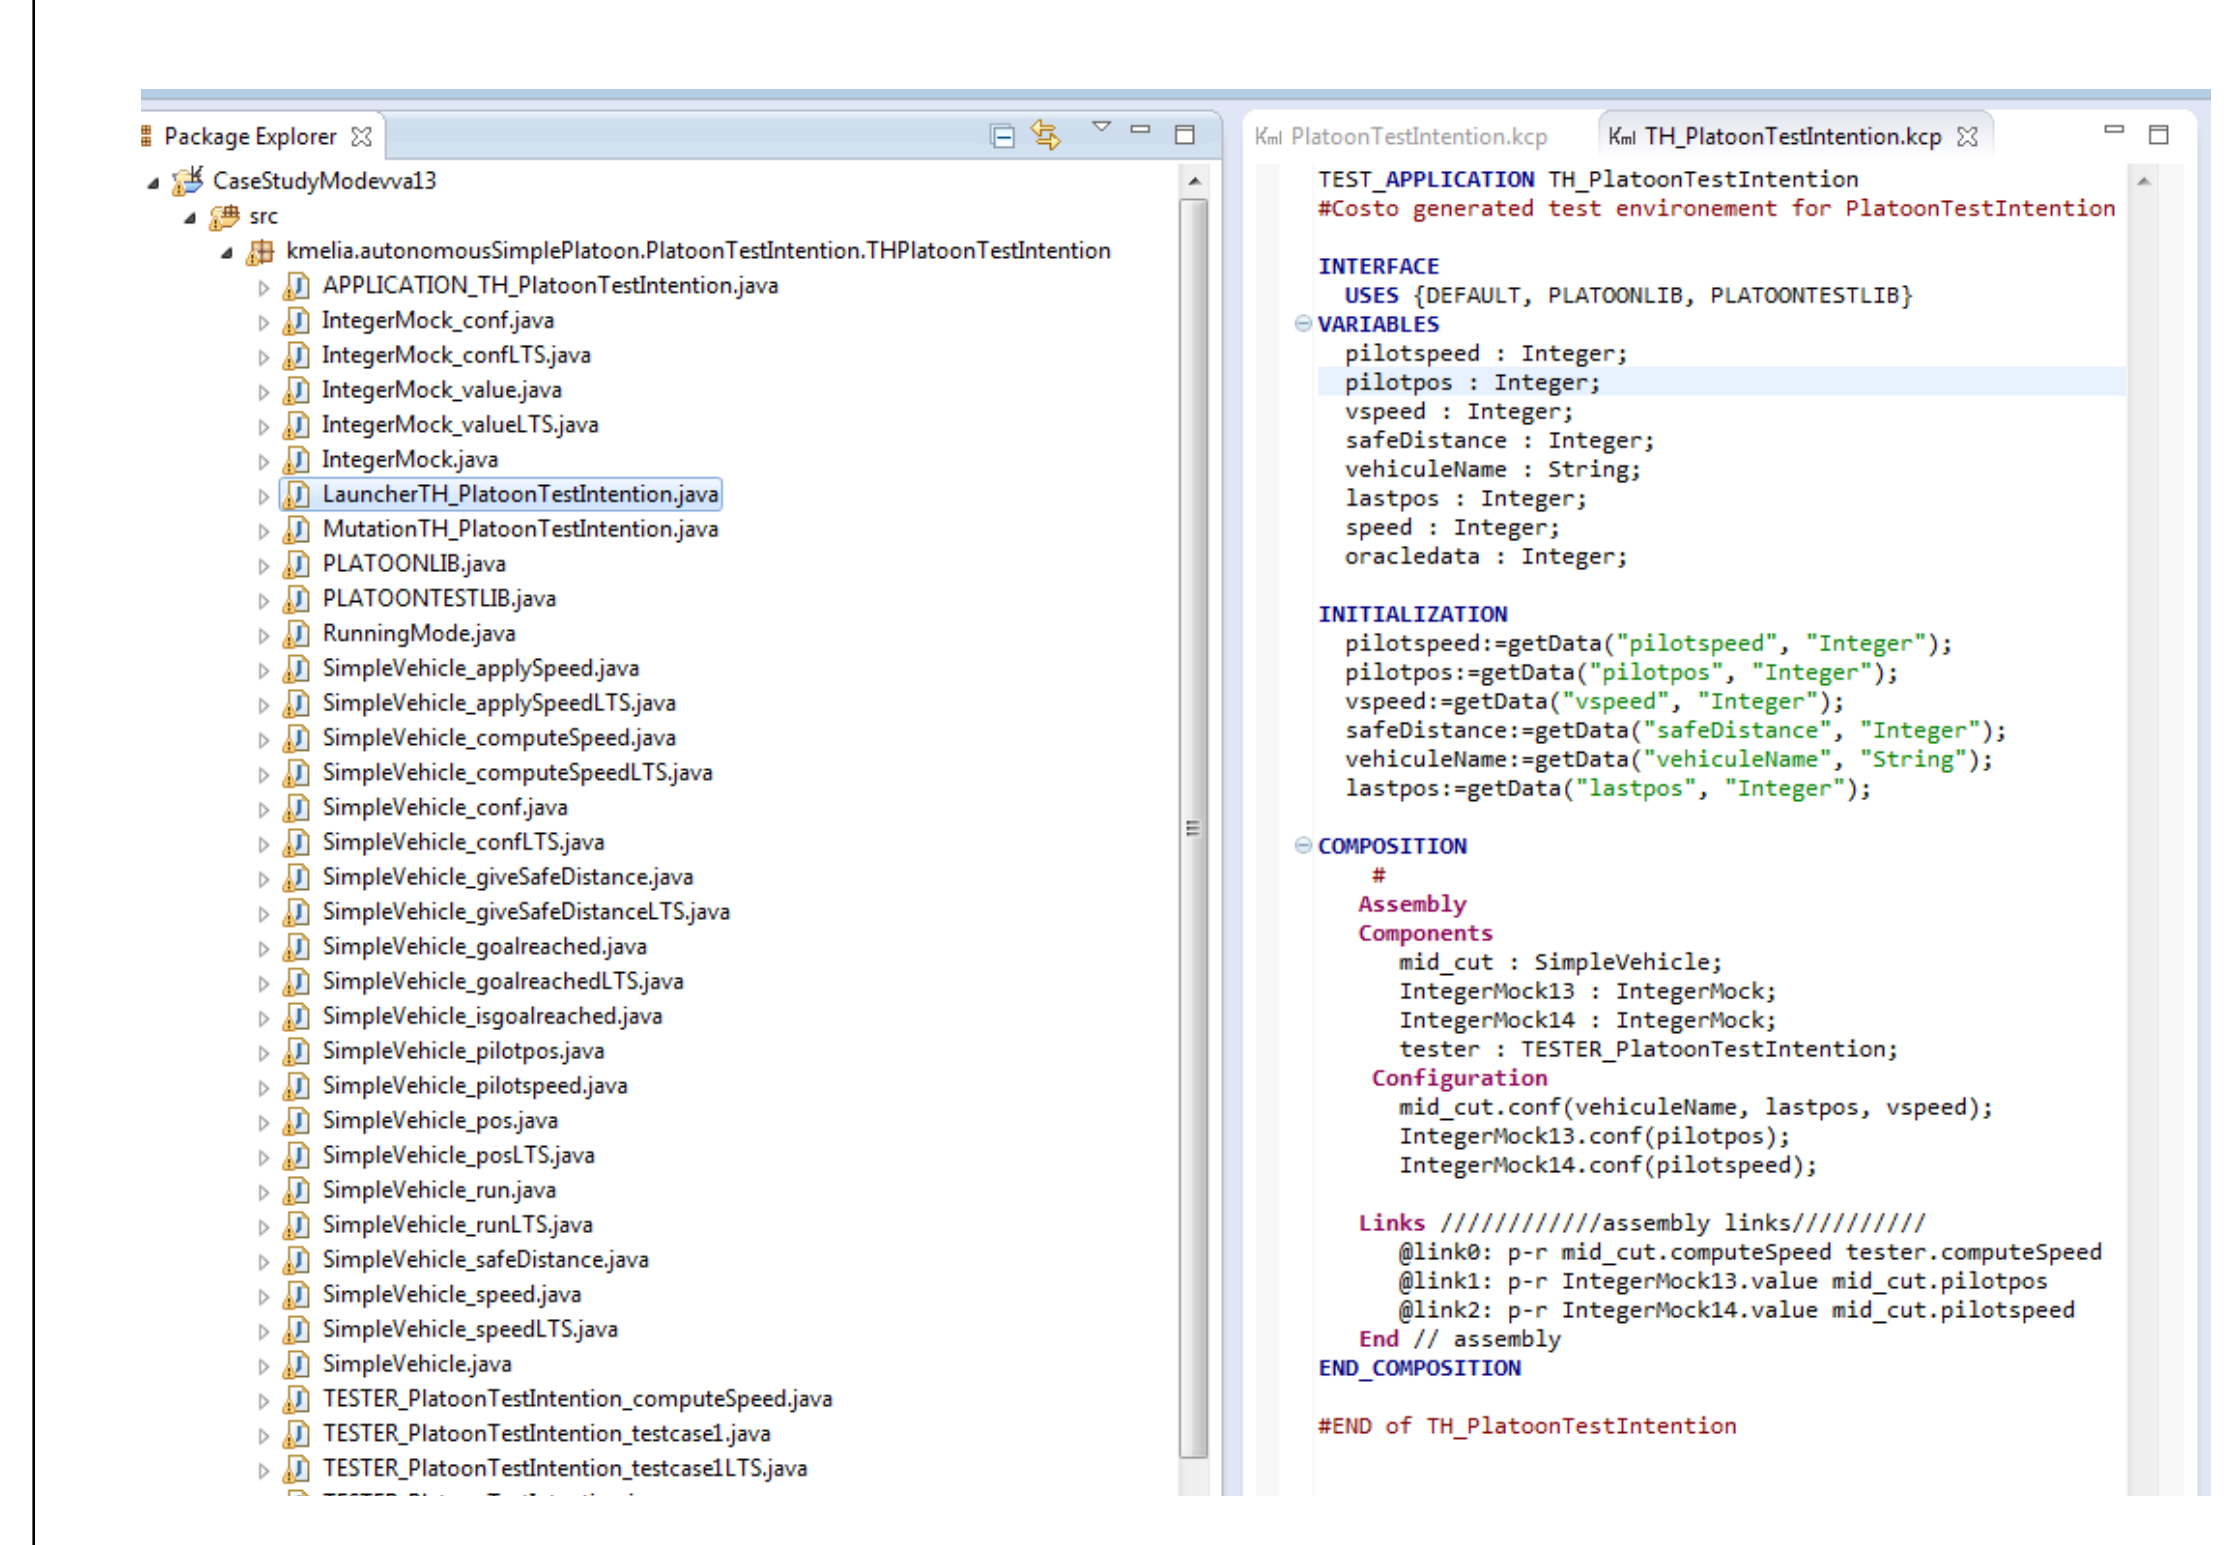 Package Explorer
CaseStudyModevva13
src
kmelia.autonomousSimplePlatoon.PlatoonTestIntention.THPlatoonTestIntention
APPLICATION_TH_PlatoonTestIntention.java
IntegerMock_conf.java
IntegerMock_confLTS.java
IntegerMock_value.java
IntegerMock_valueLTS.java
IntegerMock.java
LauncherTH_PlatoonTestIntention.java
MutationTH_PlatoonTestIntention.java
PLATOONLIB.java
PLATOONTESTLIB.java
RunningMode.java
SimpleVehicle_applySpeed.java
SimpleVehicle_applySpeedLTS.java
SimpleVehicle_computeSpeed.java
SimpleVehicle_computeSpeedLTS.java
SimpleVehicle_conf.java
SimpleVehicle_confLTS.java
SimpleVehicle_giveSafeDistance.java
SimpleVehicle_giveSafeDistanceLTS.java
SimpleVehicle_goalreached.java
SimpleVehicle_goalreachedLTS.java
SimpleVehicle_isgoalreached.java
SimpleVehicle_pilotpos.java
SimpleVehicle_pilotspeed.java
SimpleVehicle_pos.java
SimpleVehicle_posLTS.java
SimpleVehicle_run.java
SimpleVehicle_runLTS.java
SimpleVehicle_safeDistance.java
SimpleVehicle_speed.java
SimpleVehicle_speedLTS.java
SimpleVehicle.java
TESTER_PlatoonTestIntention_computeSpeed.java
TESTER_PlatoonTestIntention_testcase1.java
TESTER_PlatoonTestIntention_testcase1LTS.java
Kml PlatoonTestIntention.kcp
Kml TH_PlatoonTestIntention.kcp
TEST_APPLICATION TH_PlatoonTestIntention
#Costo generated test environement for PlatoonTestIntention
INTERFACE
USES {DEFAULT, PLATOONLIB, PLATOONTESTLIB}
VARIABLES
pilotspeed : Integer;
pilotpos : Integer;
vspeed : Integer;
safeDistance : Integer;
vehiculeName : String;
lastpos : Integer;
speed : Integer;
oracledata : Integer;
INITIALIZATION
pilotspeed:=getData("pilotspeed", "Integer");
pilotpos:=getData("pilotpos", "Integer");
vspeed:=getData("vspeed", "Integer");
safeDistance:=getData("safeDistance", "Integer");
vehiculeName:=getData("vehiculeName", "String");
lastpos:=getData("lastpos", "Integer");
COMPOSITION
#
Assembly
Components
mid_cut : SimpleVehicle;
IntegerMock13 : IntegerMock;
IntegerMock14 : IntegerMock;
tester : TESTER_PlatoonTestIntention;
Configuration
mid_cut.conf(vehiculeName, lastpos, vspeed);
IntegerMock13.conf(pilotpos);
IntegerMock14.conf(pilotspeed);
Links ////////////assembly links//////////
@link0: p-r mid_cut.computeSpeed tester.computeSpeed
@link1: p-r IntegerMock13.value mid_cut.pilotpos
@link2: p-r IntegerMock14.value mid_cut.pilotspeed
End // assembly
END_COMPOSITION
#END of TH_PlatoonTestIntention